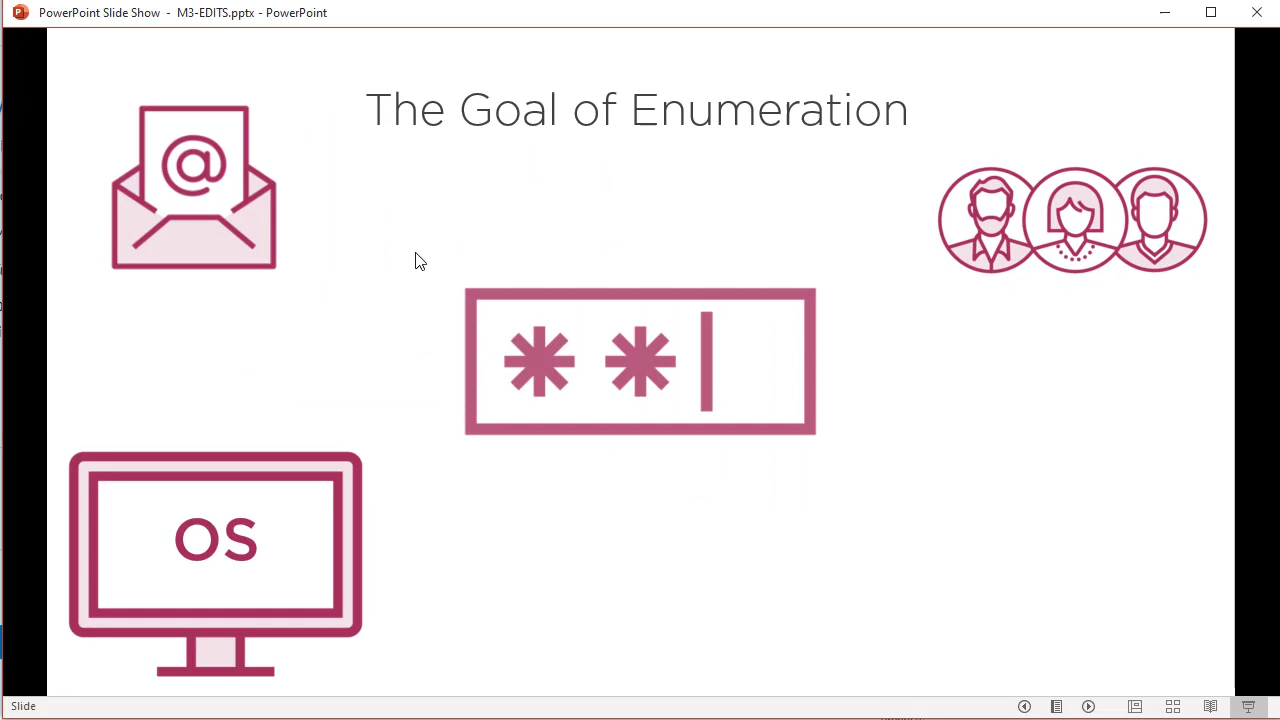 PowerPoint Slide Show - M3-EDITS.pptx - PowerPoint
The Goal of Enumeration
@
**|
OS
Slide